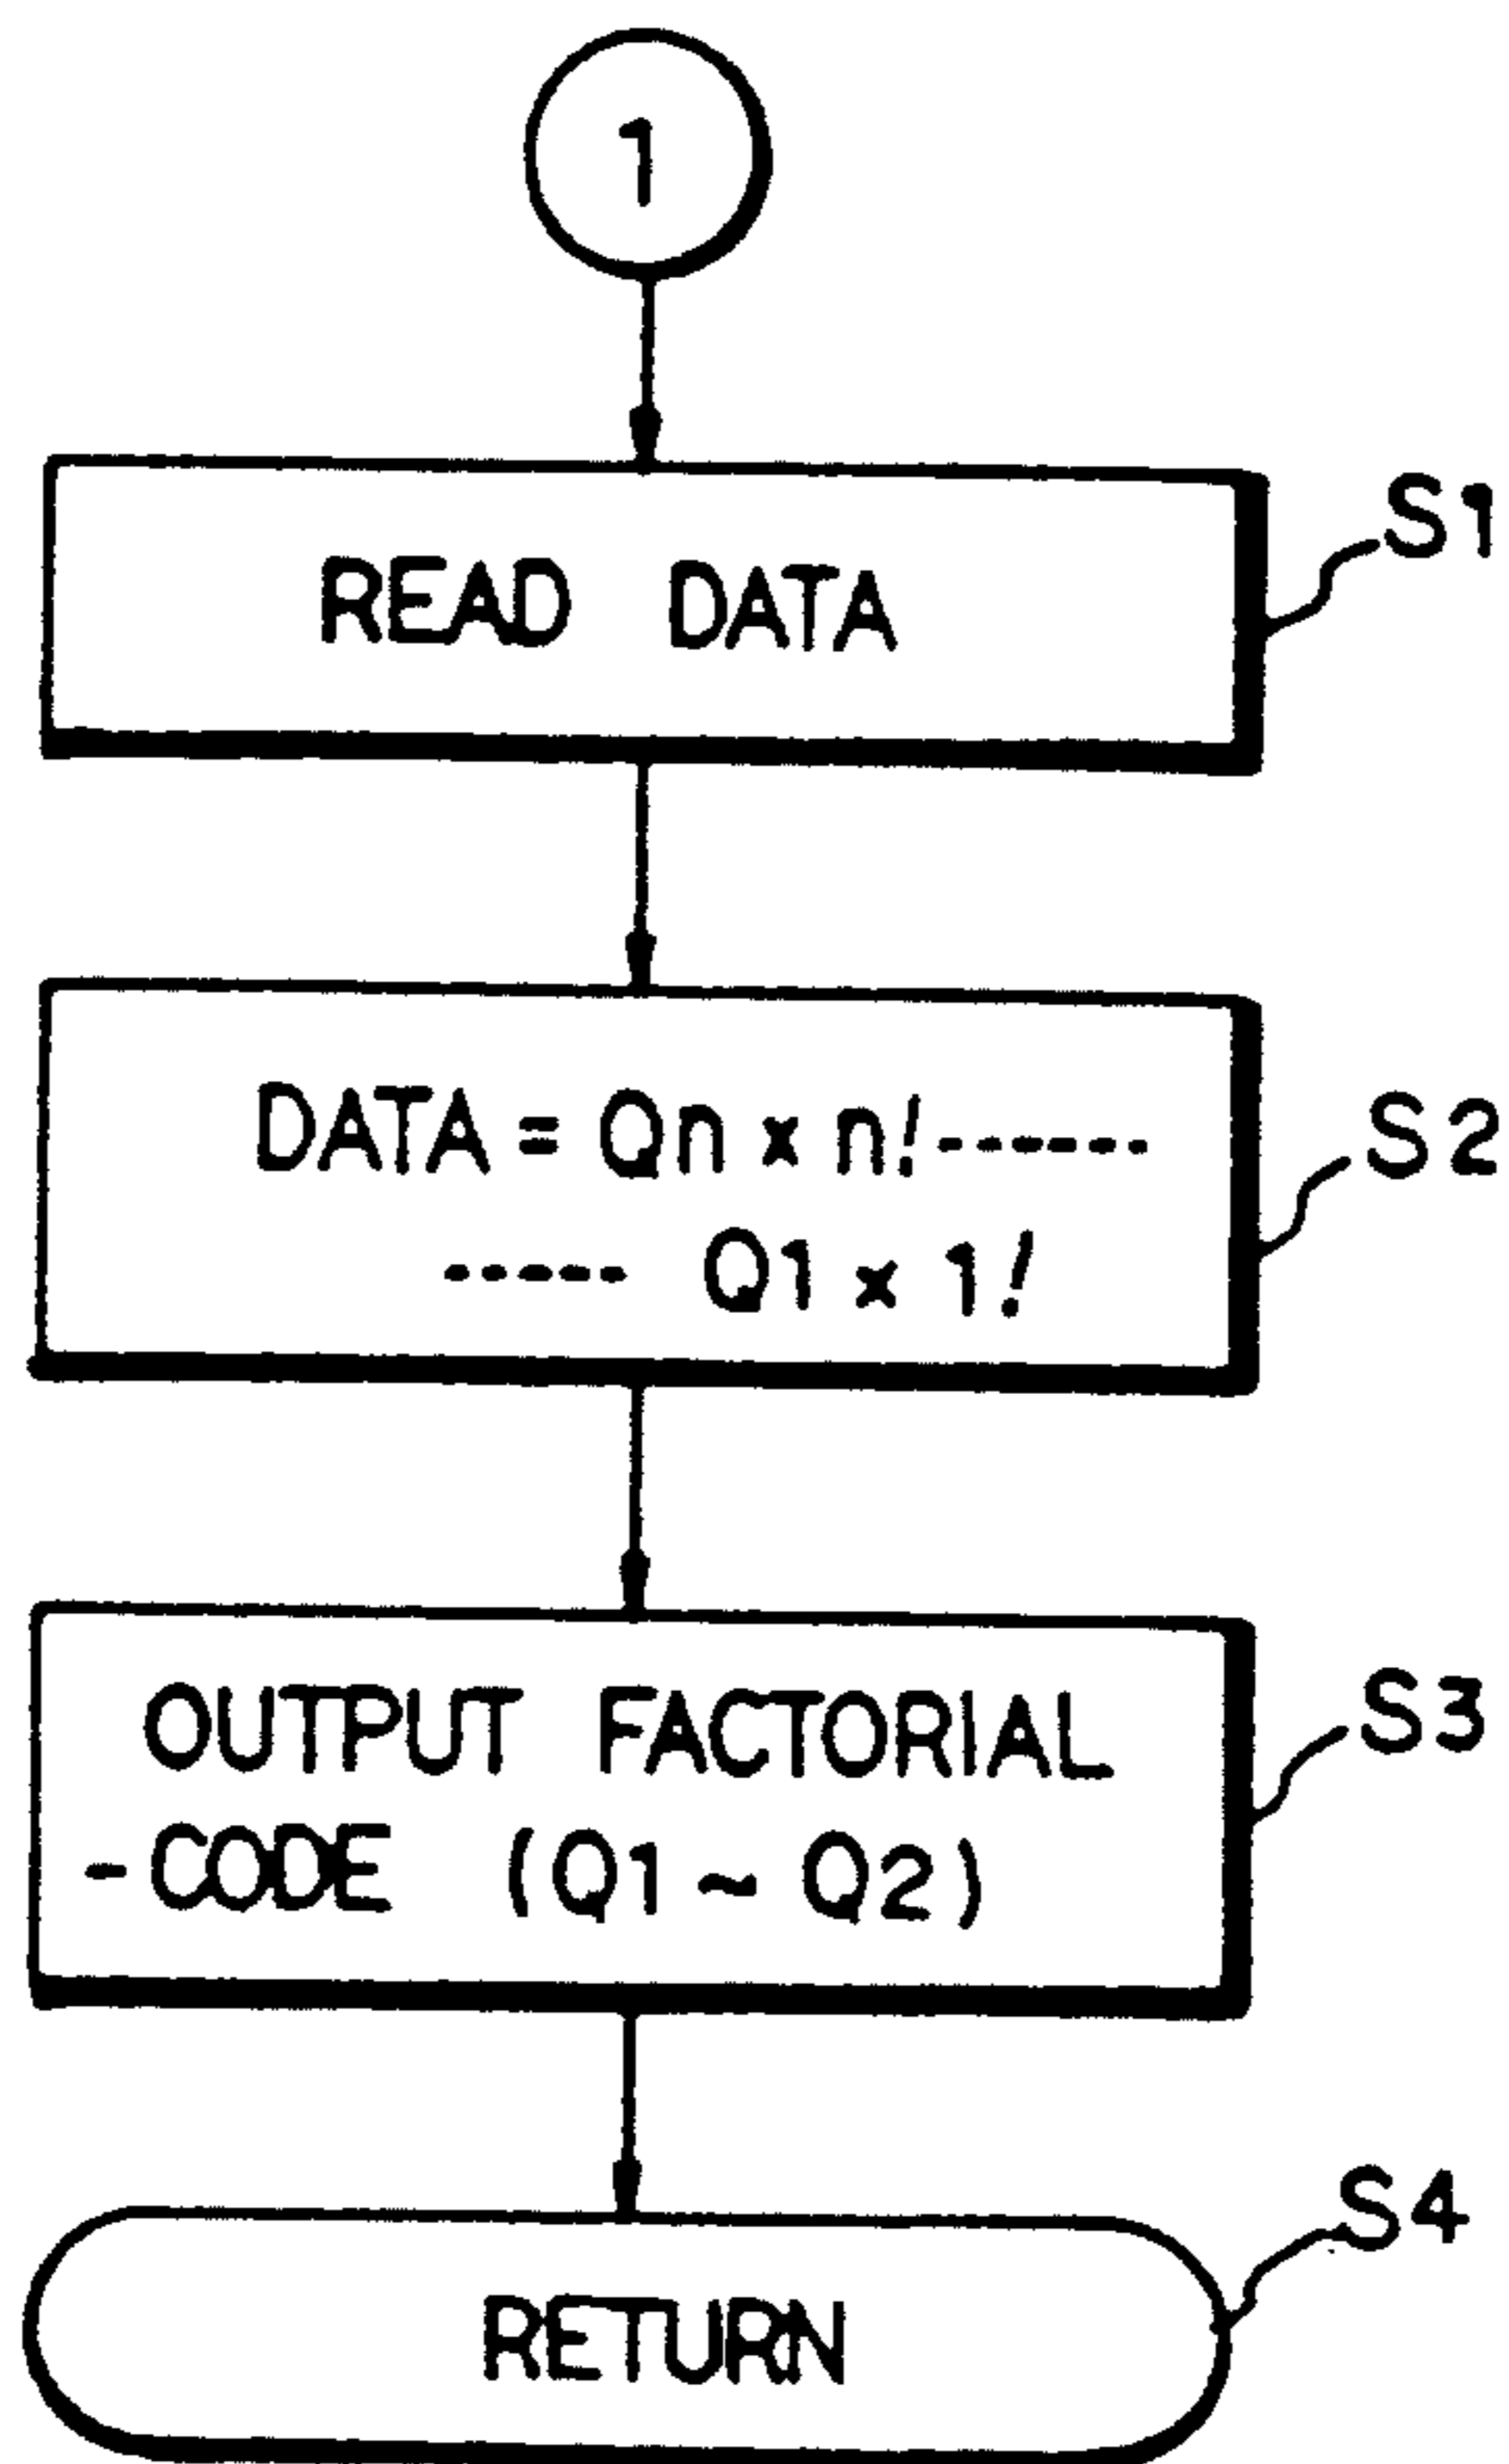 1
READ DATA
S1
DATA = Qn x n! ------
----- Q1 x 1!
S2
OUTPUT FACTORIAL
-CODE (Q1 ~ Q2)
S3
RETURN
S4